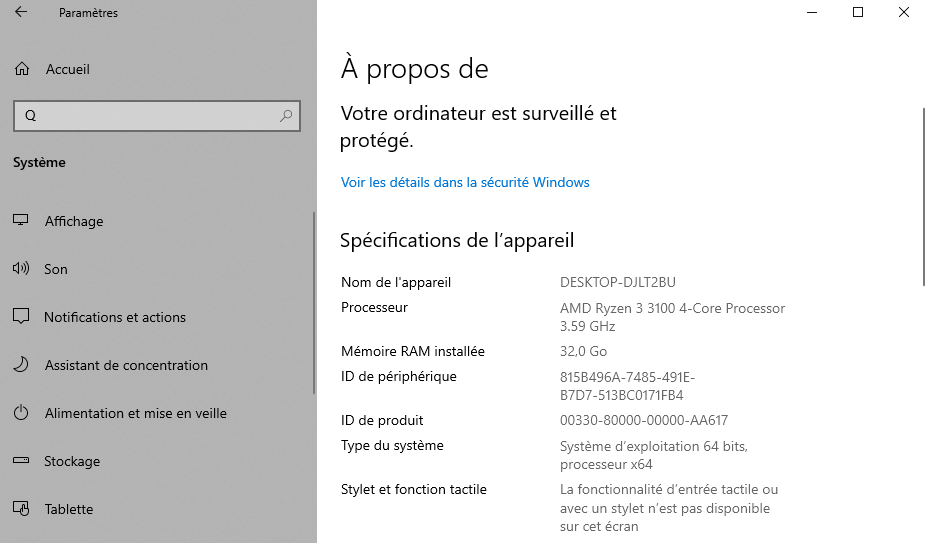 Paramètres
Accueil
Q
Système
Affichage
Son
Notifications et actions
Assistant de concentration
Alimentation et mise en veille
Stockage
Tablette
À propos de
Votre ordinateur est surveillé et
protégé.
Voir les détails dans la sécurité Windows
Spécifications de l’appareil
Nom de l'appareil DESKTOP-DJLT2BU
Processeur AMD Ryzen 3 3100 4-Core Processor
3.59 GHz
Mémoire RAM installée 32,0 Go
ID de périphérique 815B496A-7485-491E-
B7D7-513BC0171FB4
ID de produit 00330-80000-00000-AA617
Type du système Système d’exploitation 64 bits,
processeur x64
Stylet et fonction tactile La fonctionnalité d’entrée tactile ou
avec un stylet n’est pas disponible
sur cet écran